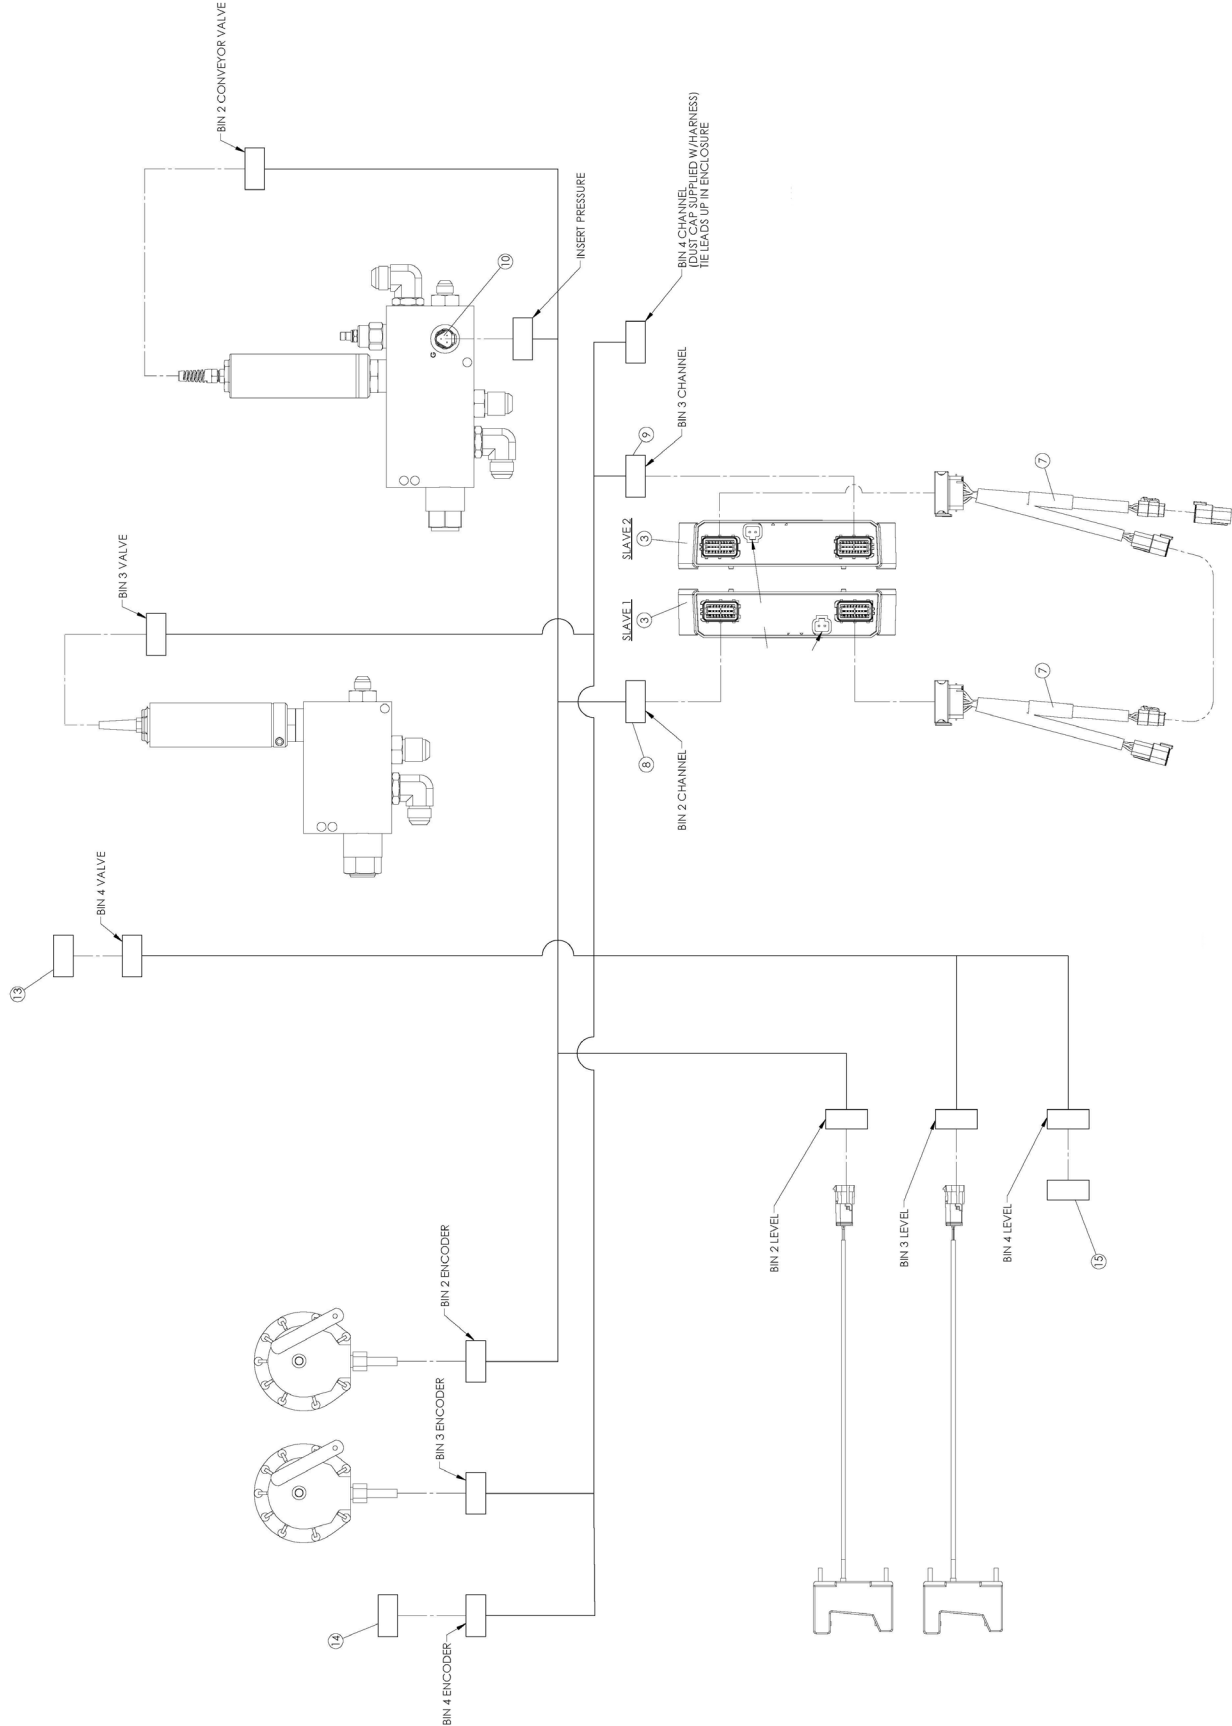 BIN 2 CONVEYOR VALVE
BIN 3 VALVE
BIN 4 VALVE
13
G
10
INSERT PRESSURE
BIN 4 CHANNEL
(DUST CAP SUPPLIED W/HARNESS)
TIE LEADS UP IN ENCLOSURE
9
BIN 3 CHANNEL
SLAVE 2
3
SLAVE 1
3
8
BIN 2 CHANNEL
7
7
BIN 2 ENCODER
BIN 3 ENCODER
14
BIN 4 ENCODER
BIN 2 LEVEL
BIN 3 LEVEL
BIN 4 LEVEL
15